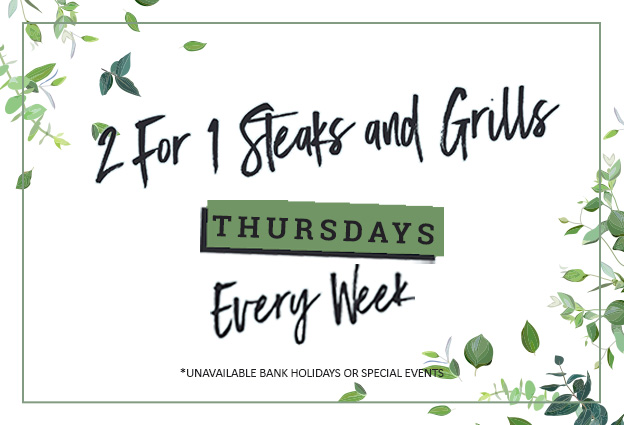 2 For 1 Steaks and Grills
THURSDAYS
Every Week
*UNAVAILABLE BANK HOLIDAYS OR SPECIAL EVENTS